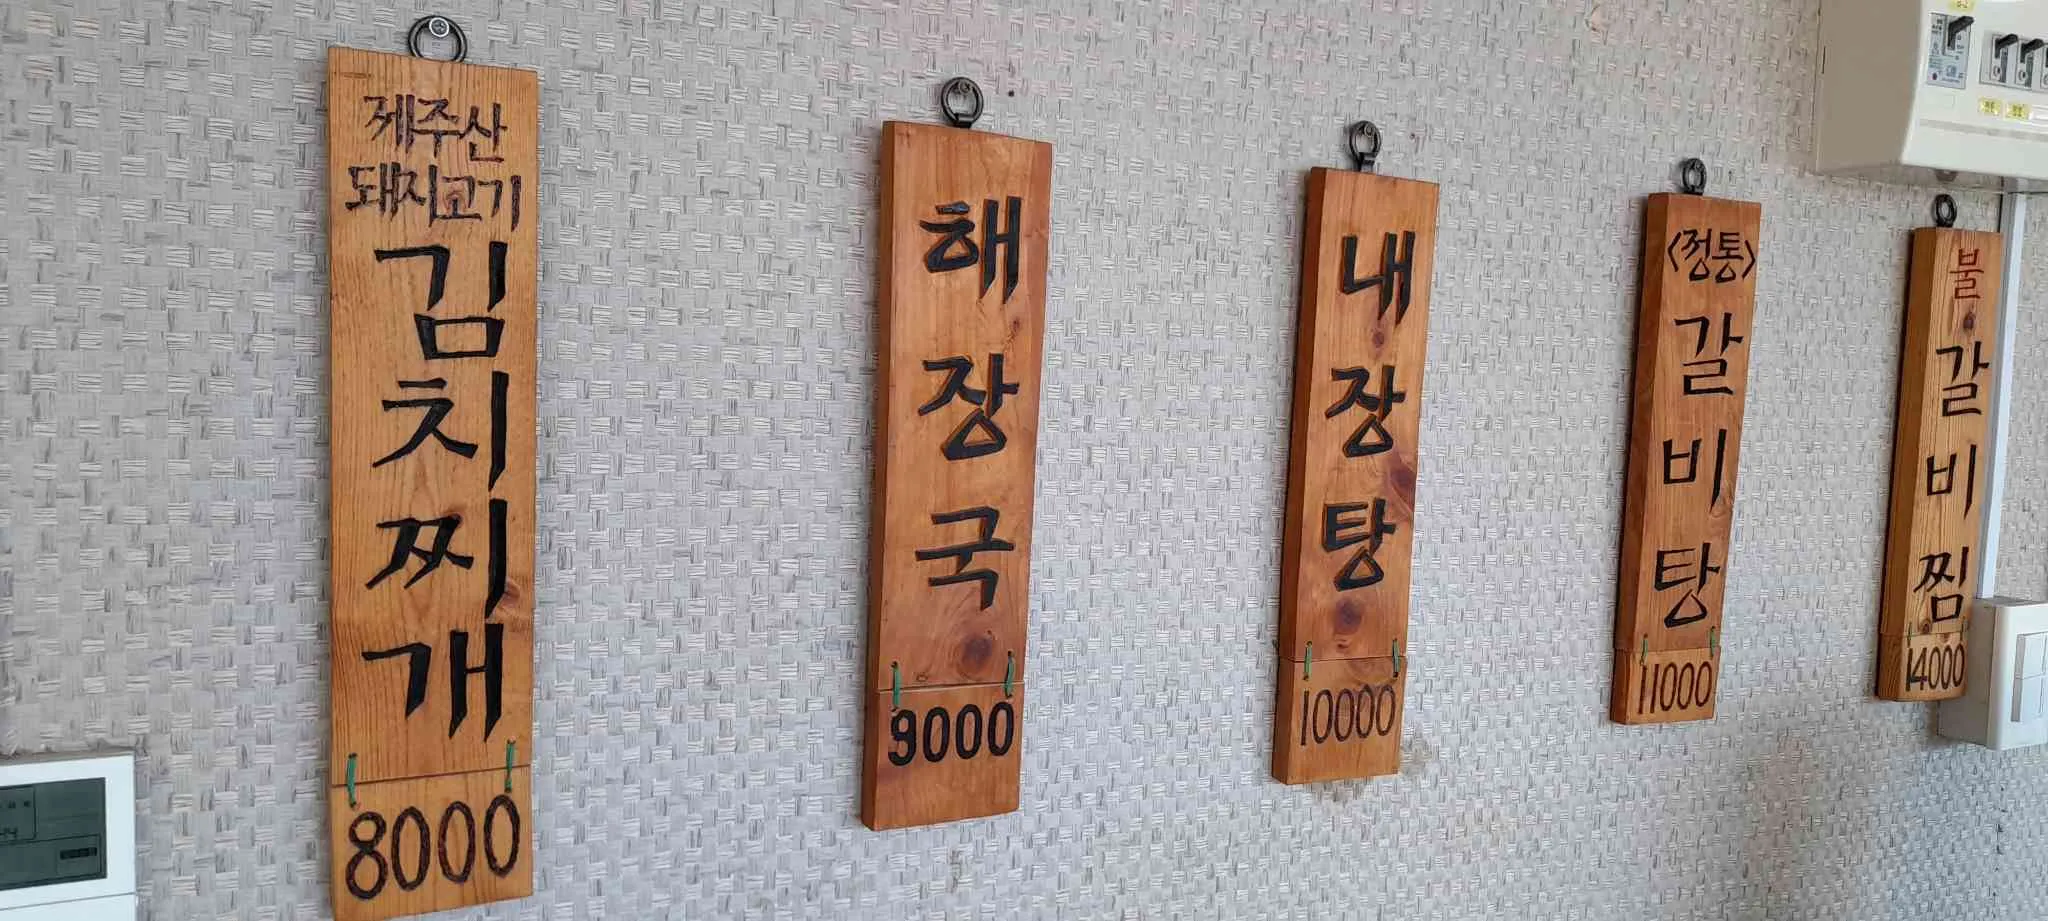 제주산
돼지고기
김치찌개
8000
해장국
9000
내장탕
10000
<정통>
갈비탕
11000
불
갈비찜
14000